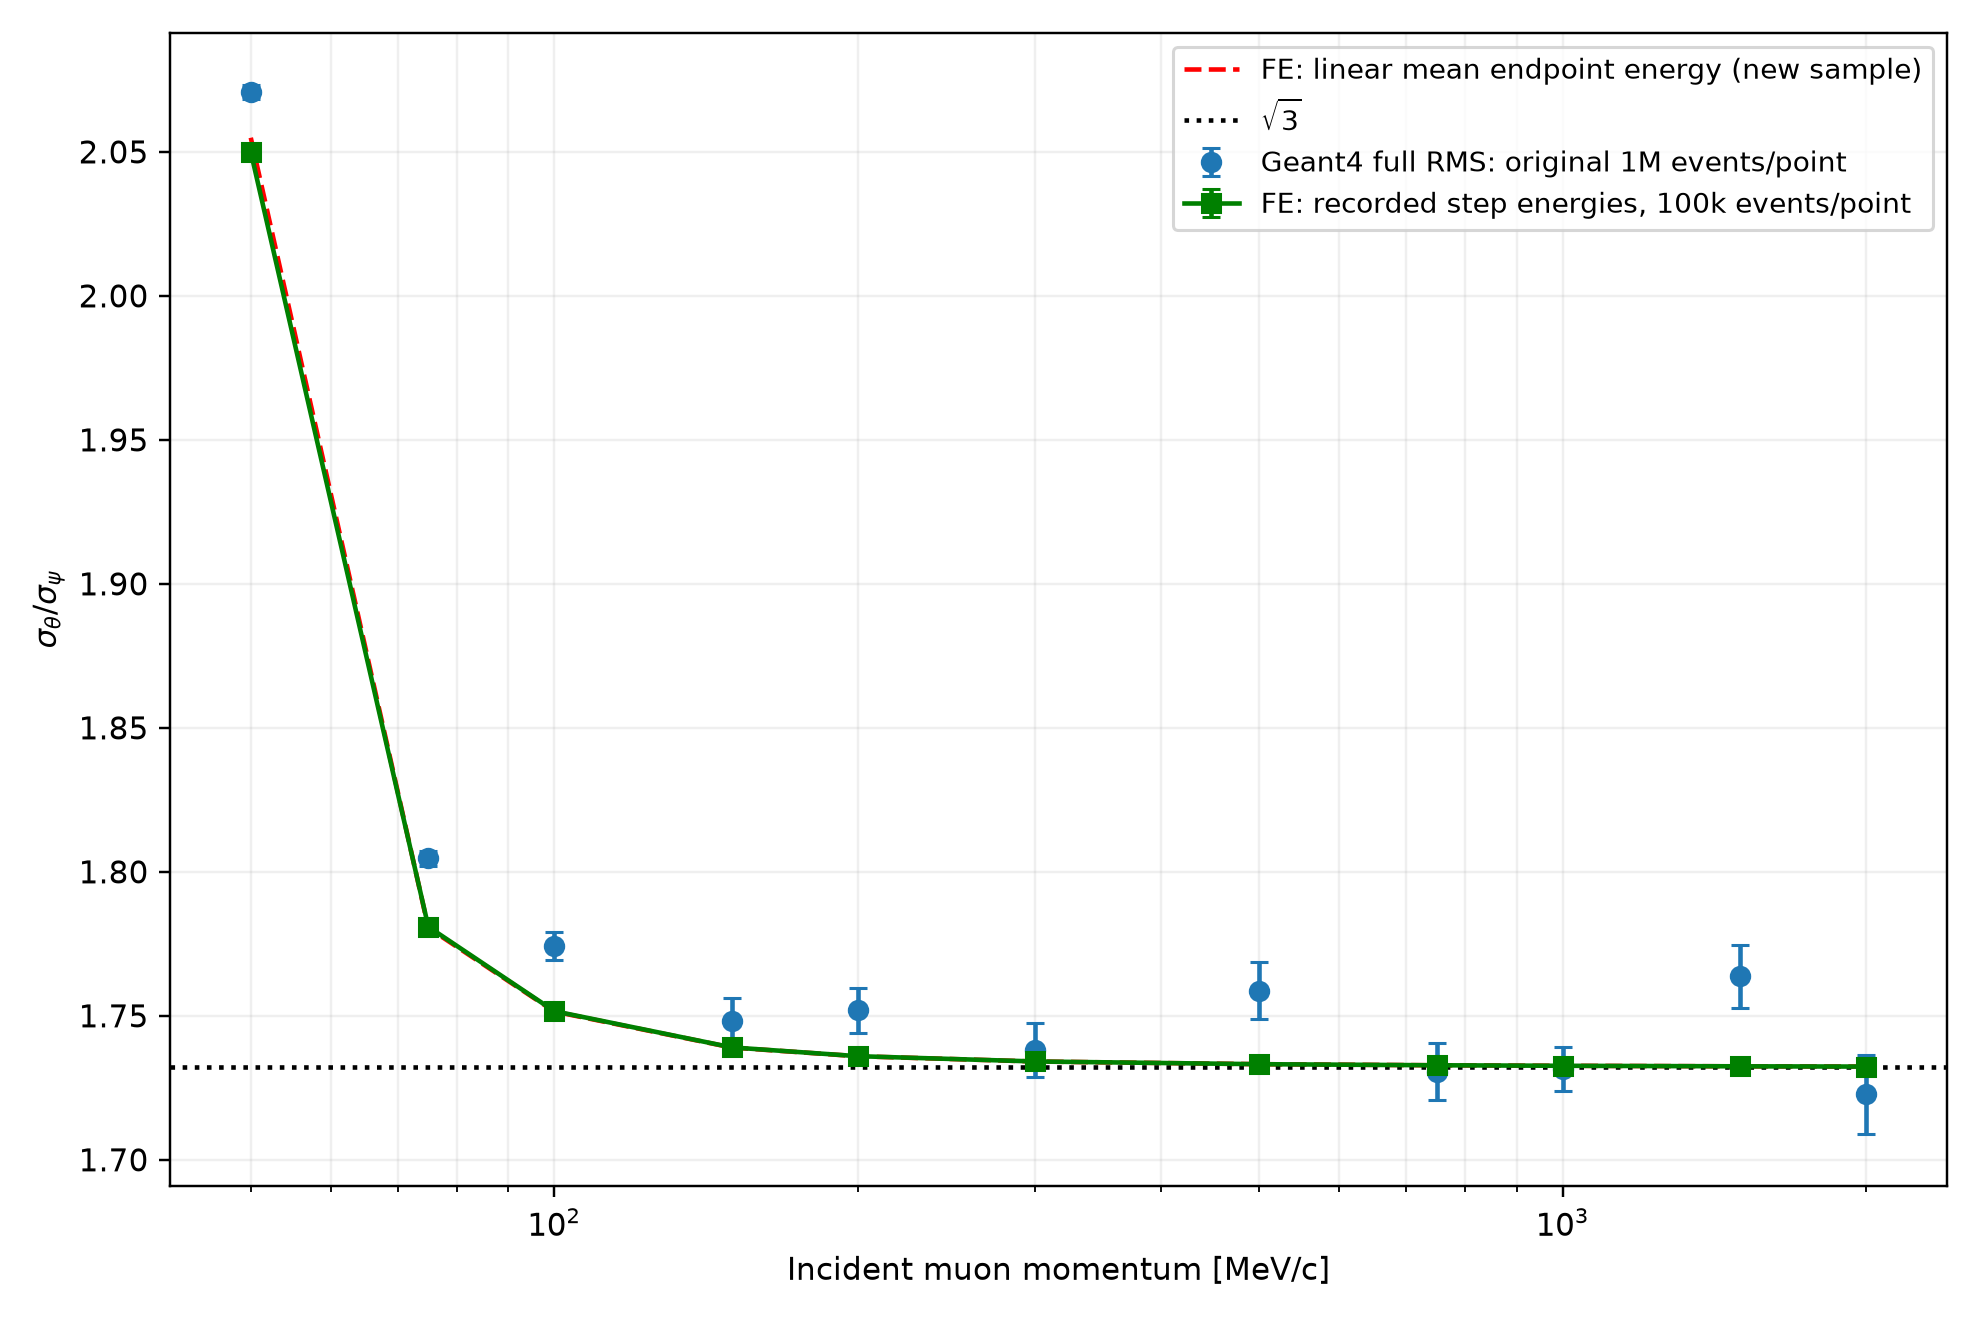 FE: linear mean endpoint energy (new sample)
√3
Geant4 full RMS: original 1M events/point
FE: recorded step energies, 100k events/point
2.05
2.00
1.95
1.90
1.85
1.80
1.75
1.70
σθ/σψ
10²
10³
Incident muon momentum [MeV/c]